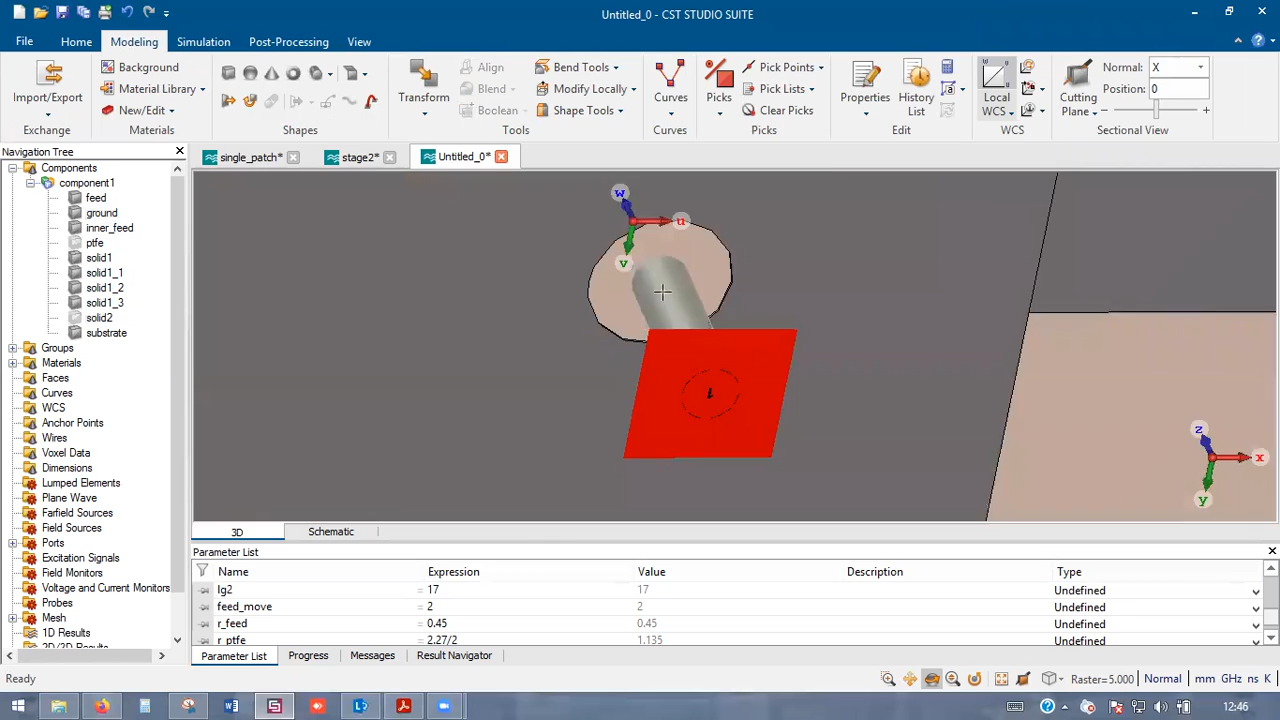 Untitled_0 - CST STUDIO SUITE
File Home Modeling Simulation Post-Processing View
Import/Export
Exchange
Background
Material Library
New/Edit
Materials
Shapes
Transform
Align
Blend
Boolean
Bend Tools
Modify Locally
Shape Tools
Tools
Curves
Curves
Picks
Pick Points
Pick Lists
Clear Picks
Picks
Properties
History
List
Edit
Local
WCS
WCS
Cutting
Plane
Normal: X
Position: 0
Sectional View
Navigation Tree
single_patch*
stage2*
Untitled_0*
Components
component1
feed
ground
inner_feed
ptfe
solid1
solid1_1
solid1_2
solid1_3
solid2
substrate
Groups
Materials
Faces
Curves
WCS
Anchor Points
Wires
Voxel Data
Dimensions
Lumped Elements
Plane Wave
Farfield Sources
Field Sources
Ports
Excitation Signals
Field Monitors
Voltage and Current Monitors
Probes
Mesh
1D Results
2D/3D Results
w
u
v
z
x
y
3D Schematic
Parameter List
Name Expression Value Description Type
lg2 = 17 17 Undefined
feed_move = 2 2 Undefined
r_feed = 0.45 0.45 Undefined
r_ptfe = 2.27/2 1.135 Undefined
Parameter List Progress Messages Result Navigator
Ready
Raster=5.000 Normal mm GHz ns K
12:46